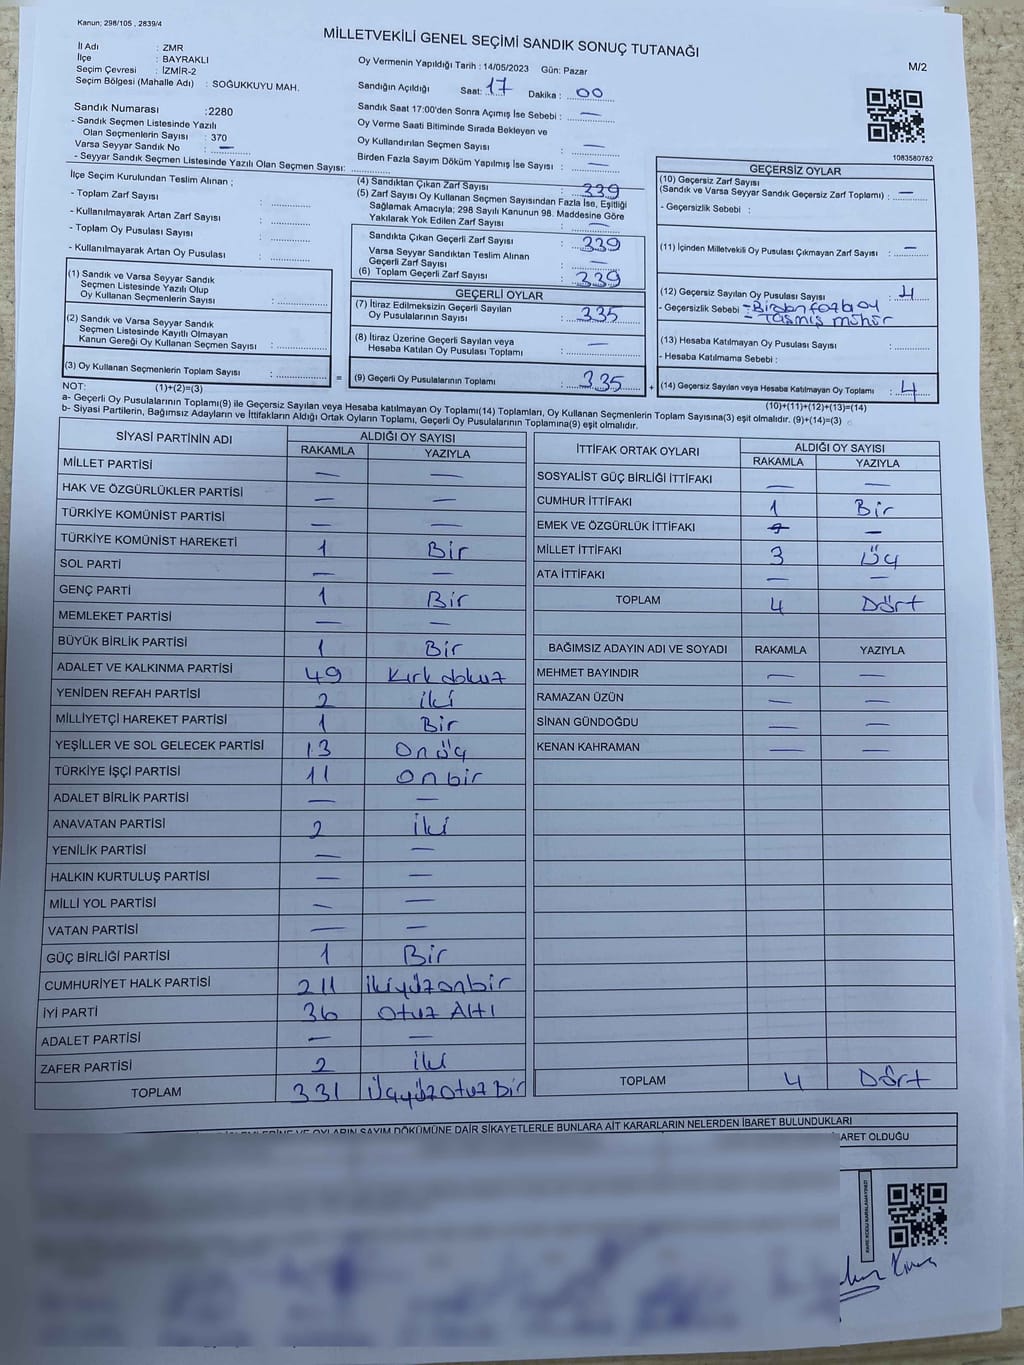 Kanun; 298/105 , 2839/4
MİLLETVEKİLİ GENEL SEÇİMİ SANDIK SONUÇ TUTANAĞI
M/2
İl Adı : ZMR
İlçe : BAYRAKLI
Seçim Çevresi : İZMİR-2
Seçim Bölgesi (Mahalle Adı) : SOĞUKKUYU MAH.
Sandık Numarası :2280
- Sandık Seçmen Listesinde Yazılı
Olan Seçmenlerin Sayısı : 370
Varsa Seyyar Sandık No : —
- Seyyar Sandık Seçmen Listesinde Yazılı Olan Seçmen Sayısı:
Oy Vermenin Yapıldığı Tarih : 14/05/2023 Gün: Pazar
Sandığın Açıldığı Saat: 17 Dakika : 00
Sandık Saat 17:00'den Sonra Açımış İse Sebebi : —
Oy Verme Saati Bitiminde Sırada Bekleyen ve
Oy Kullandırılan Seçmen Sayısı : —
Birden Fazla Sayım Döküm Yapılmış İse Sayısı : —
1083580782
İlçe Seçim Kurulundan Teslim Alınan ;
- Toplam Zarf Sayısı :
- Kullanılmayarak Artan Zarf Sayısı :
- Toplam Oy Pusulası Sayısı :
- Kullanılmayarak Artan Oy Pusulası :
(1) Sandık ve Varsa Seyyar Sandık
Seçmen Listesinde Yazılı Olup
Oy Kullanan Seçmenlerin Sayısı :
(2) Sandık ve Varsa Seyyar Sandık
Seçmen Listesinde Kayıtlı Olmayan
Kanun Gereği Oy Kullanan Seçmen Sayısı :
(3) Oy Kullanan Seçmenlerin Toplam Sayısı :
(1)+(2)=(3)
=
(4) Sandıktan Çıkan Zarf Sayısı : 339
(5) Zarf Sayısı Oy Kullanan Seçmen Sayısından Fazla İse, Eşitliği
Sağlamak Amacıyla; 298 Sayılı Kanunun 98. Maddesine Göre
Yakılarak Yok Edilen Zarf Sayısı : —
Sandıkta Çıkan Geçerli Zarf Sayısı : 339
Varsa Seyyar Sandıktan Teslim Alınan
Geçerli Zarf Sayısı : —
(6) Toplam Geçerli Zarf Sayısı : 339
GEÇERLİ OYLAR
(7) İtiraz Edilmeksizin Geçerli Sayılan
Oy Pusulalarının Sayısı : 335
(8) İtiraz Üzerine Geçerli Sayılan veya
Hesaba Katılan Oy Pusulası Toplamı : —
(9) Geçerli Oy Pusulalarının Toplamı : 335
+
GEÇERSİZ OYLAR
(10) Geçersiz Zarf Sayısı
(Sandık ve Varsa Seyyar Sandık Geçersiz Zarf Toplamı) : —
- Geçersizlik Sebebi :
(11) İçinden Milletvekili Oy Pusulası Çıkmayan Zarf Sayısı : —
(12) Geçersiz Sayılan Oy Pusulası Sayısı : 4
- Geçersizlik Sebebi : - Birden fazla oy
- Taşmış mühür
(13) Hesaba Katılmayan Oy Pusulası Sayısı :
- Hesaba Katılmama Sebebi :
(14) Geçersiz Sayılan veya Hesaba Katılmayan Oy Toplamı : 4
(10)+(11)+(12)+(13)=(14)
NOT:
a- Geçerli Oy Pusulalarının Toplamı(9) ile Geçersiz Sayılan veya Hesaba katılmayan Oy Toplamı(14) Toplamları, Oy Kullanan Seçmenlerin Toplam Sayısına(3) eşit olmalıdır. (9)+(14)=(3)
b- Siyasi Partilerin, Bağımsız Adayların ve İttifakların Aldığı Ortak Oyların Toplamı, Geçerli Oy Pusulalarının Toplamına(9) eşit olmalıdır.
SİYASİ PARTİNİN ADI ALDIĞI OY SAYISI
RAKAMLA YAZIYLA
MİLLET PARTİSİ — —
HAK VE ÖZGÜRLÜKLER PARTİSİ — —
TÜRKİYE KOMÜNİST PARTİSİ — —
TÜRKİYE KOMÜNİST HAREKETİ 1 Bir
SOL PARTİ — —
GENÇ PARTİ 1 Bir
MEMLEKET PARTİSİ — —
BÜYÜK BİRLİK PARTİSİ 1 Bir
ADALET VE KALKINMA PARTİSİ 49 Kırk dokuz
YENİDEN REFAH PARTİSİ 2 iki
MİLLİYETÇİ HAREKET PARTİSİ 1 Bir
YEŞİLLER VE SOL GELECEK PARTİSİ 13 On üç
TÜRKİYE İŞÇİ PARTİSİ 11 onbir
ADALET BİRLİK PARTİSİ — —
ANAVATAN PARTİSİ 2 İki
YENİLİK PARTİSİ — —
HALKIN KURTULUŞ PARTİSİ — —
MİLLİ YOL PARTİSİ — —
VATAN PARTİSİ — —
GÜÇ BİRLİĞİ PARTİSİ 1 Bir
CUMHURİYET HALK PARTİSİ 211 ikiyüzonbir
İYİ PARTİ 36 otuz Altı
ADALET PARTİSİ — —
ZAFER PARTİSİ 2 İki
TOPLAM 331 ÜçyüzOtuz Bir
İTTİFAK ORTAK OYLARI ALDIĞI OY SAYISI
RAKAMLA YAZIYLA
SOSYALİST GÜÇ BİRLİĞİ İTTİFAKI — —
CUMHUR İTTİFAKI 1 Bir
EMEK VE ÖZGÜRLÜK İTTİFAKI —
MİLLET İTTİFAKI 3 Üç
ATA İTTİFAKI — —
TOPLAM 4 Dört
BAĞIMSIZ ADAYIN ADI VE SOYADI RAKAMLA YAZIYLA
MEHMET BAYINDIR — —
RAMAZAN ÜZÜN — —
SİNAN GÜNDOĞDU — —
KENAN KAHRAMAN — —
TOPLAM 4 Dört
VE OYLARIN SAYIM DÖKÜMÜNE DAİR ŞİKAYETLERLE BUNLARA AİT KARARLARIN NELERDEN İBARET BULUNDUKLARI
BARET OLDUĞU